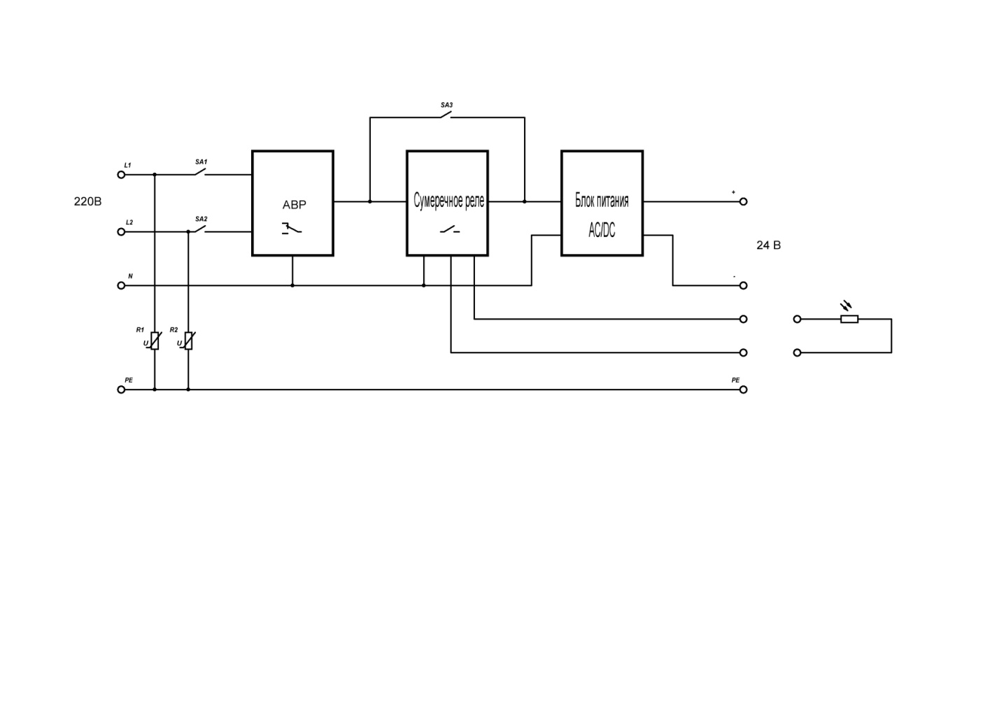 SA3
L1
SA1
220В
L2
SA2
АВР
Сумеречное реле
Блок питания
AC/DC
+
24 В
-
N
R1
R2
U
U
PE
PE